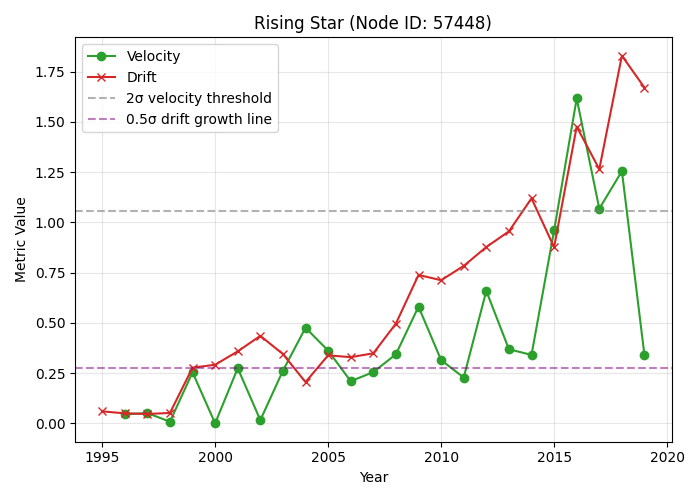 Rising Star (Node ID: 57448)
Velocity
Drift
2σ velocity threshold
0.5σ drift growth line
Metric Value
1.75
1.50
1.25
1.00
0.75
0.50
0.25
0.00
1995 2000 2005 2010 2015 2020
Year